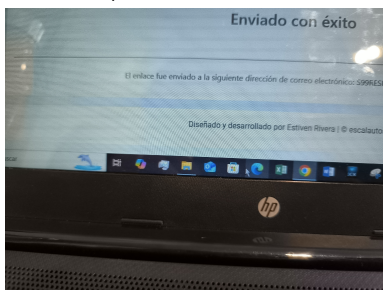 Enviado con éxito
El enlace fue enviado a la siguiente dirección de correo electrónico:
Diseñado y desarrollado por Estiven Rivera | © escalauto
hp